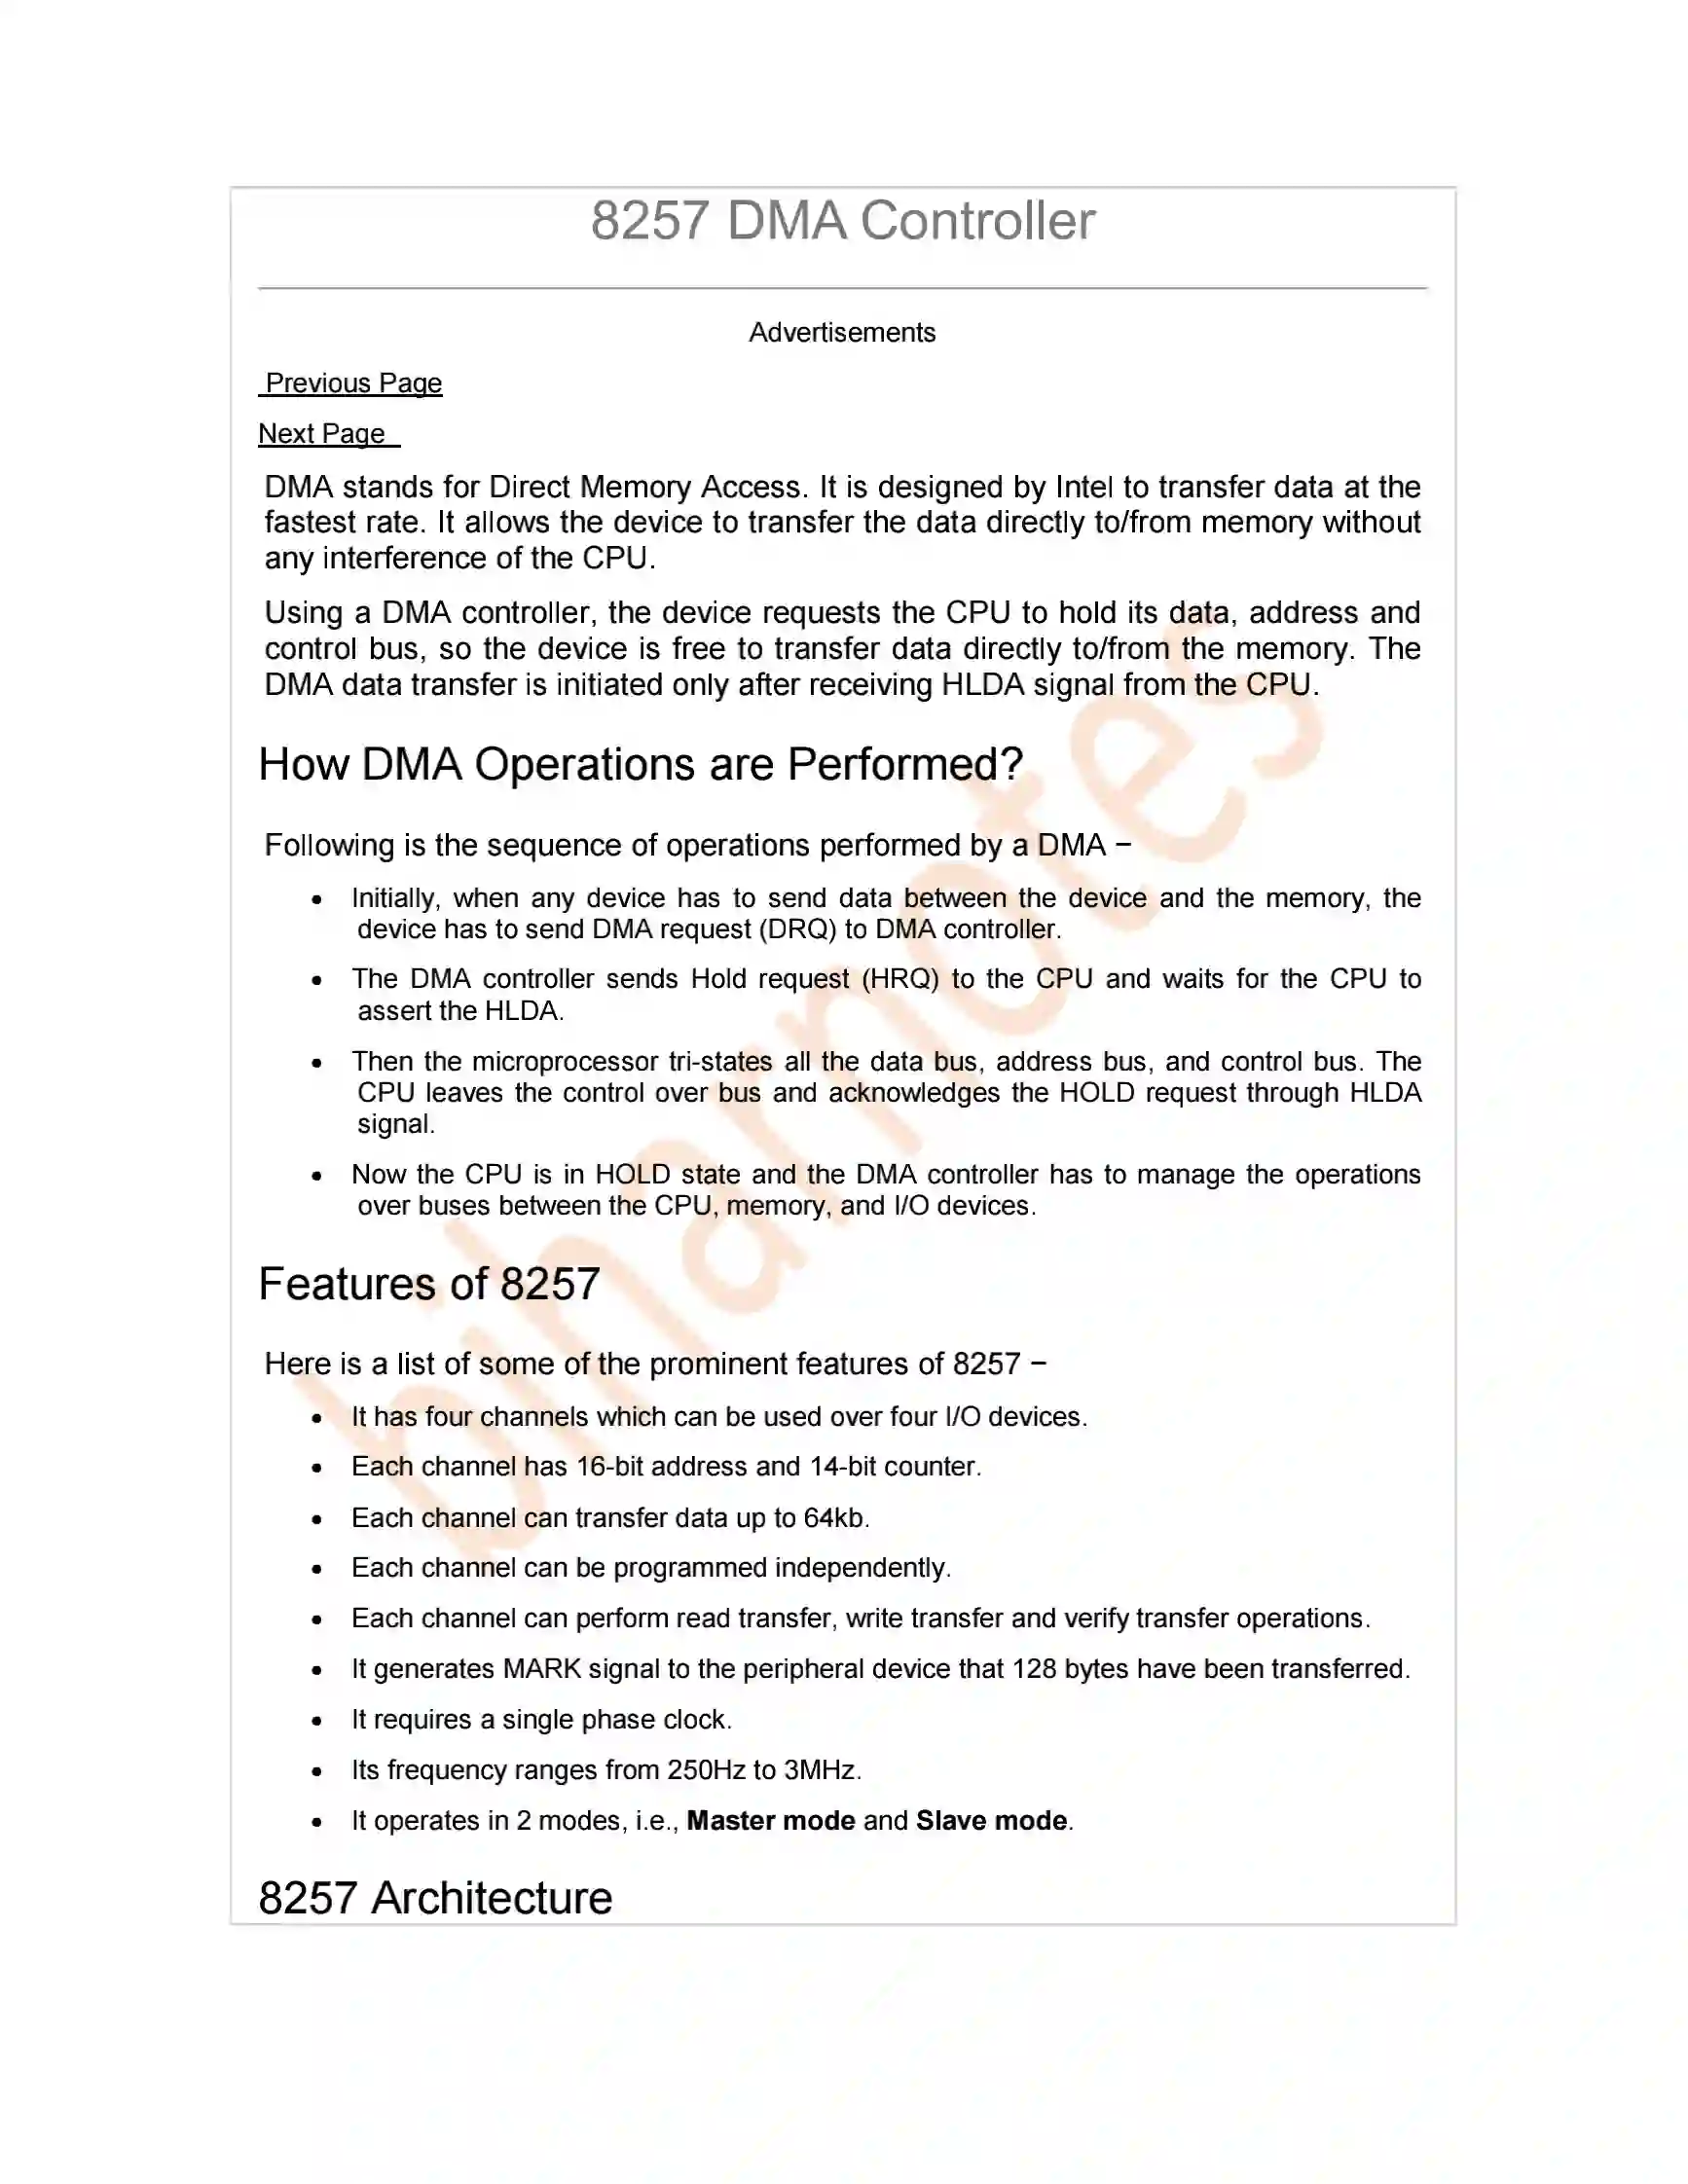 8257 DMA Controller
Advertisements
Previous Page
Next Page
DMA stands for Direct Memory Access. It is designed by Intel to transfer data at the
fastest rate. It allows the device to transfer the data directly to/from memory without
any interference of the CPU.
Using a DMA controller, the device requests the CPU to hold its data, address and
control bus, so the device is free to transfer data directly to/from the memory. The
DMA data transfer is initiated only after receiving HLDA signal from the CPU.
How DMA Operations are Performed?
Following is the sequence of operations performed by a DMA −
• Initially, when any device has to send data between the device and the memory, the
device has to send DMA request (DRQ) to DMA controller.
• The DMA controller sends Hold request (HRQ) to the CPU and waits for the CPU to
assert the HLDA.
• Then the microprocessor tri-states all the data bus, address bus, and control bus. The
CPU leaves the control over bus and acknowledges the HOLD request through HLDA
signal.
• Now the CPU is in HOLD state and the DMA controller has to manage the operations
over buses between the CPU, memory, and I/O devices.
Features of 8257
Here is a list of some of the prominent features of 8257 −
• It has four channels which can be used over four I/O devices.
• Each channel has 16-bit address and 14-bit counter.
• Each channel can transfer data up to 64kb.
• Each channel can be programmed independently.
• Each channel can perform read transfer, write transfer and verify transfer operations.
• It generates MARK signal to the peripheral device that 128 bytes have been transferred.
• It requires a single phase clock.
• Its frequency ranges from 250Hz to 3MHz.
• It operates in 2 modes, i.e., Master mode and Slave mode.
8257 Architecture
biharnotes